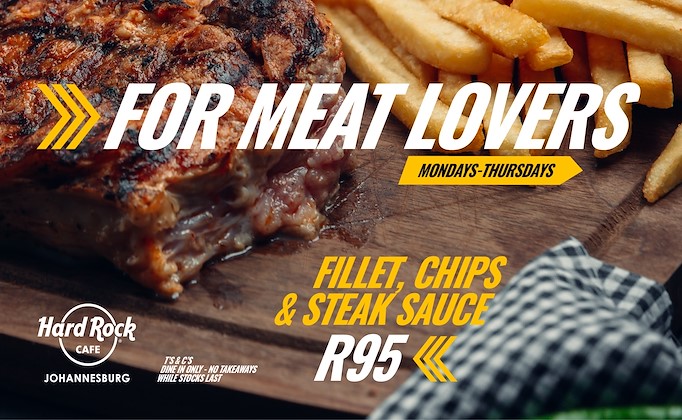 FOR MEAT LOVERS
MONDAYS-THURSDAYS
FILLET, CHIPS
& STEAK SAUCE
R95
Hard Rock
CAFE
JOHANNESBURG
T'S & C'S
DINE IN ONLY - NO TAKEAWAYS
WHILE STOCKS LAST